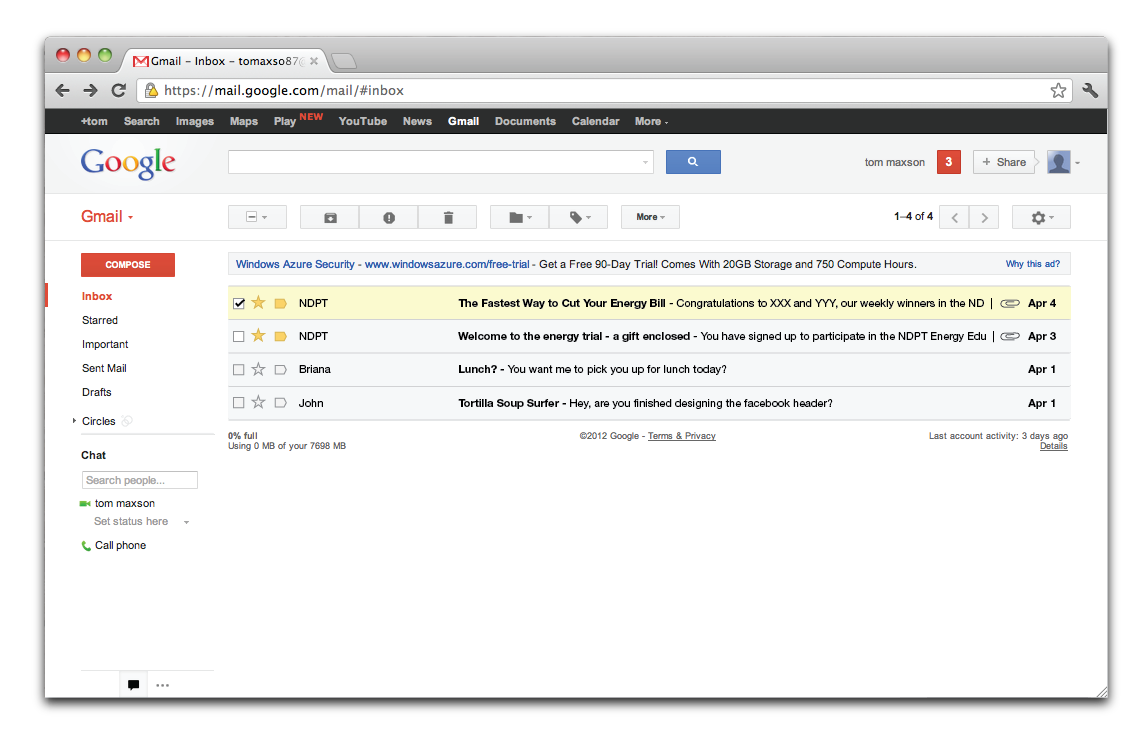 Gmail – Inbox – tomaxso87@
https://mail.google.com/mail/#inbox
+tom Search Images Maps Play NEW YouTube News Gmail Documents Calendar More
Google
tom maxson 3 + Share
Gmail
More
1–4 of 4
COMPOSE
Windows Azure Security - www.windowsazure.com/free-trial - Get a Free 90-Day Trial! Comes With 20GB Storage and 750 Compute Hours. Why this ad?
Inbox
Starred
Important
Sent Mail
Drafts
Circles
NDPT The Fastest Way to Cut Your Energy Bill - Congratulations to XXX and YYY, our weekly winners in the ND | Apr 4
NDPT Welcome to the energy trial - a gift enclosed - You have signed up to participate in the NDPT Energy Edu | Apr 3
Briana Lunch? - You want me to pick you up for lunch today? Apr 1
John Tortilla Soup Surfer - Hey, are you finished designing the facebook header? Apr 1
0% full
Using 0 MB of your 7698 MB
©2012 Google - Terms & Privacy
Last account activity: 3 days ago
Details
Chat
Search people...
tom maxson
Set status here
Call phone